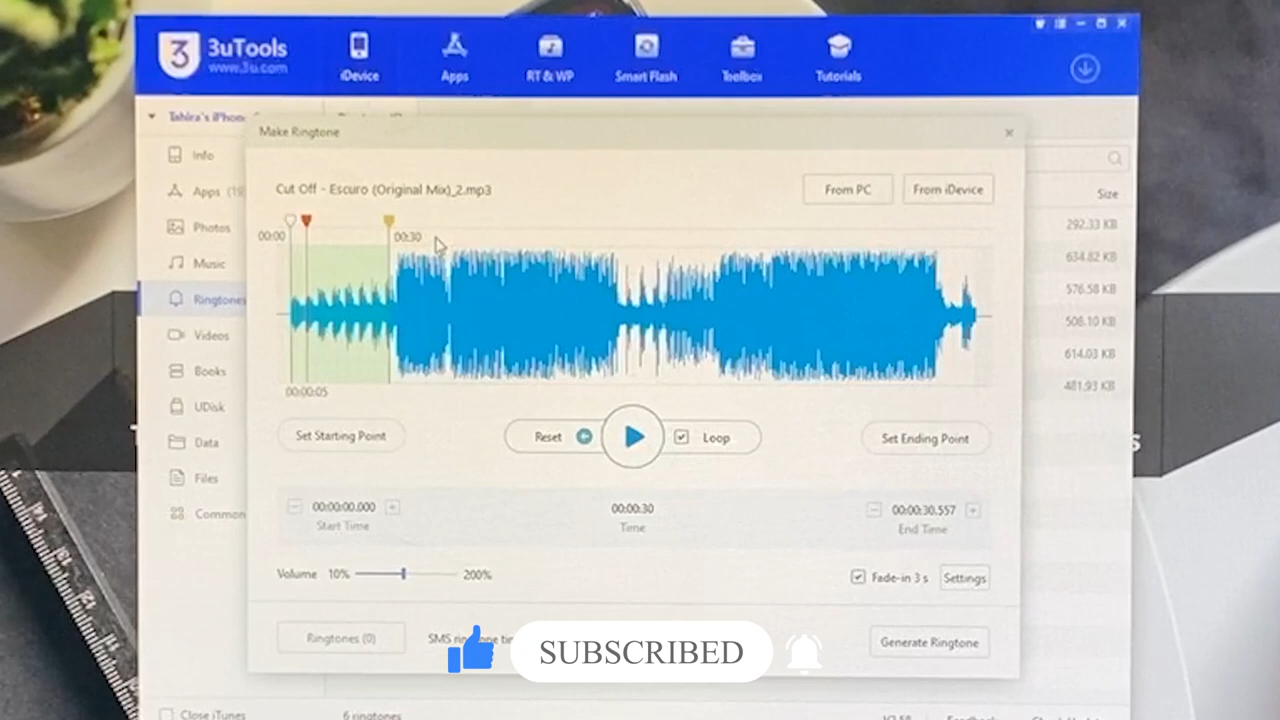 3 3uTools
www.3u.com
iDevice
Apps
RT & WP
Smart Flash
Toolbox
Tutorials
Tahira's iPhone
Make Ringtone
Info
Apps
Photos
Music
Ringtones
Videos
Books
UDisk
Data
Files
Common
Cut Off - Escuro (Original Mix)_2.mp3
From PC
From iDevice
00:00
00:30
00:00:05
Set Starting Point
Reset
Loop
Set Ending Point
00:00:00.000
Start Time
00:00:30
Time
00:00:30.557
End Time
Volume 10% 200%
Fade-in 3 s
Settings
Ringtones (0)
SMS
Generate Ringtone
Size
292.33 KB
634.82 KB
576.58 KB
508.10 KB
614.03 KB
481.93 KB
SUBSCRIBED
Close iTunes
6 ringtones